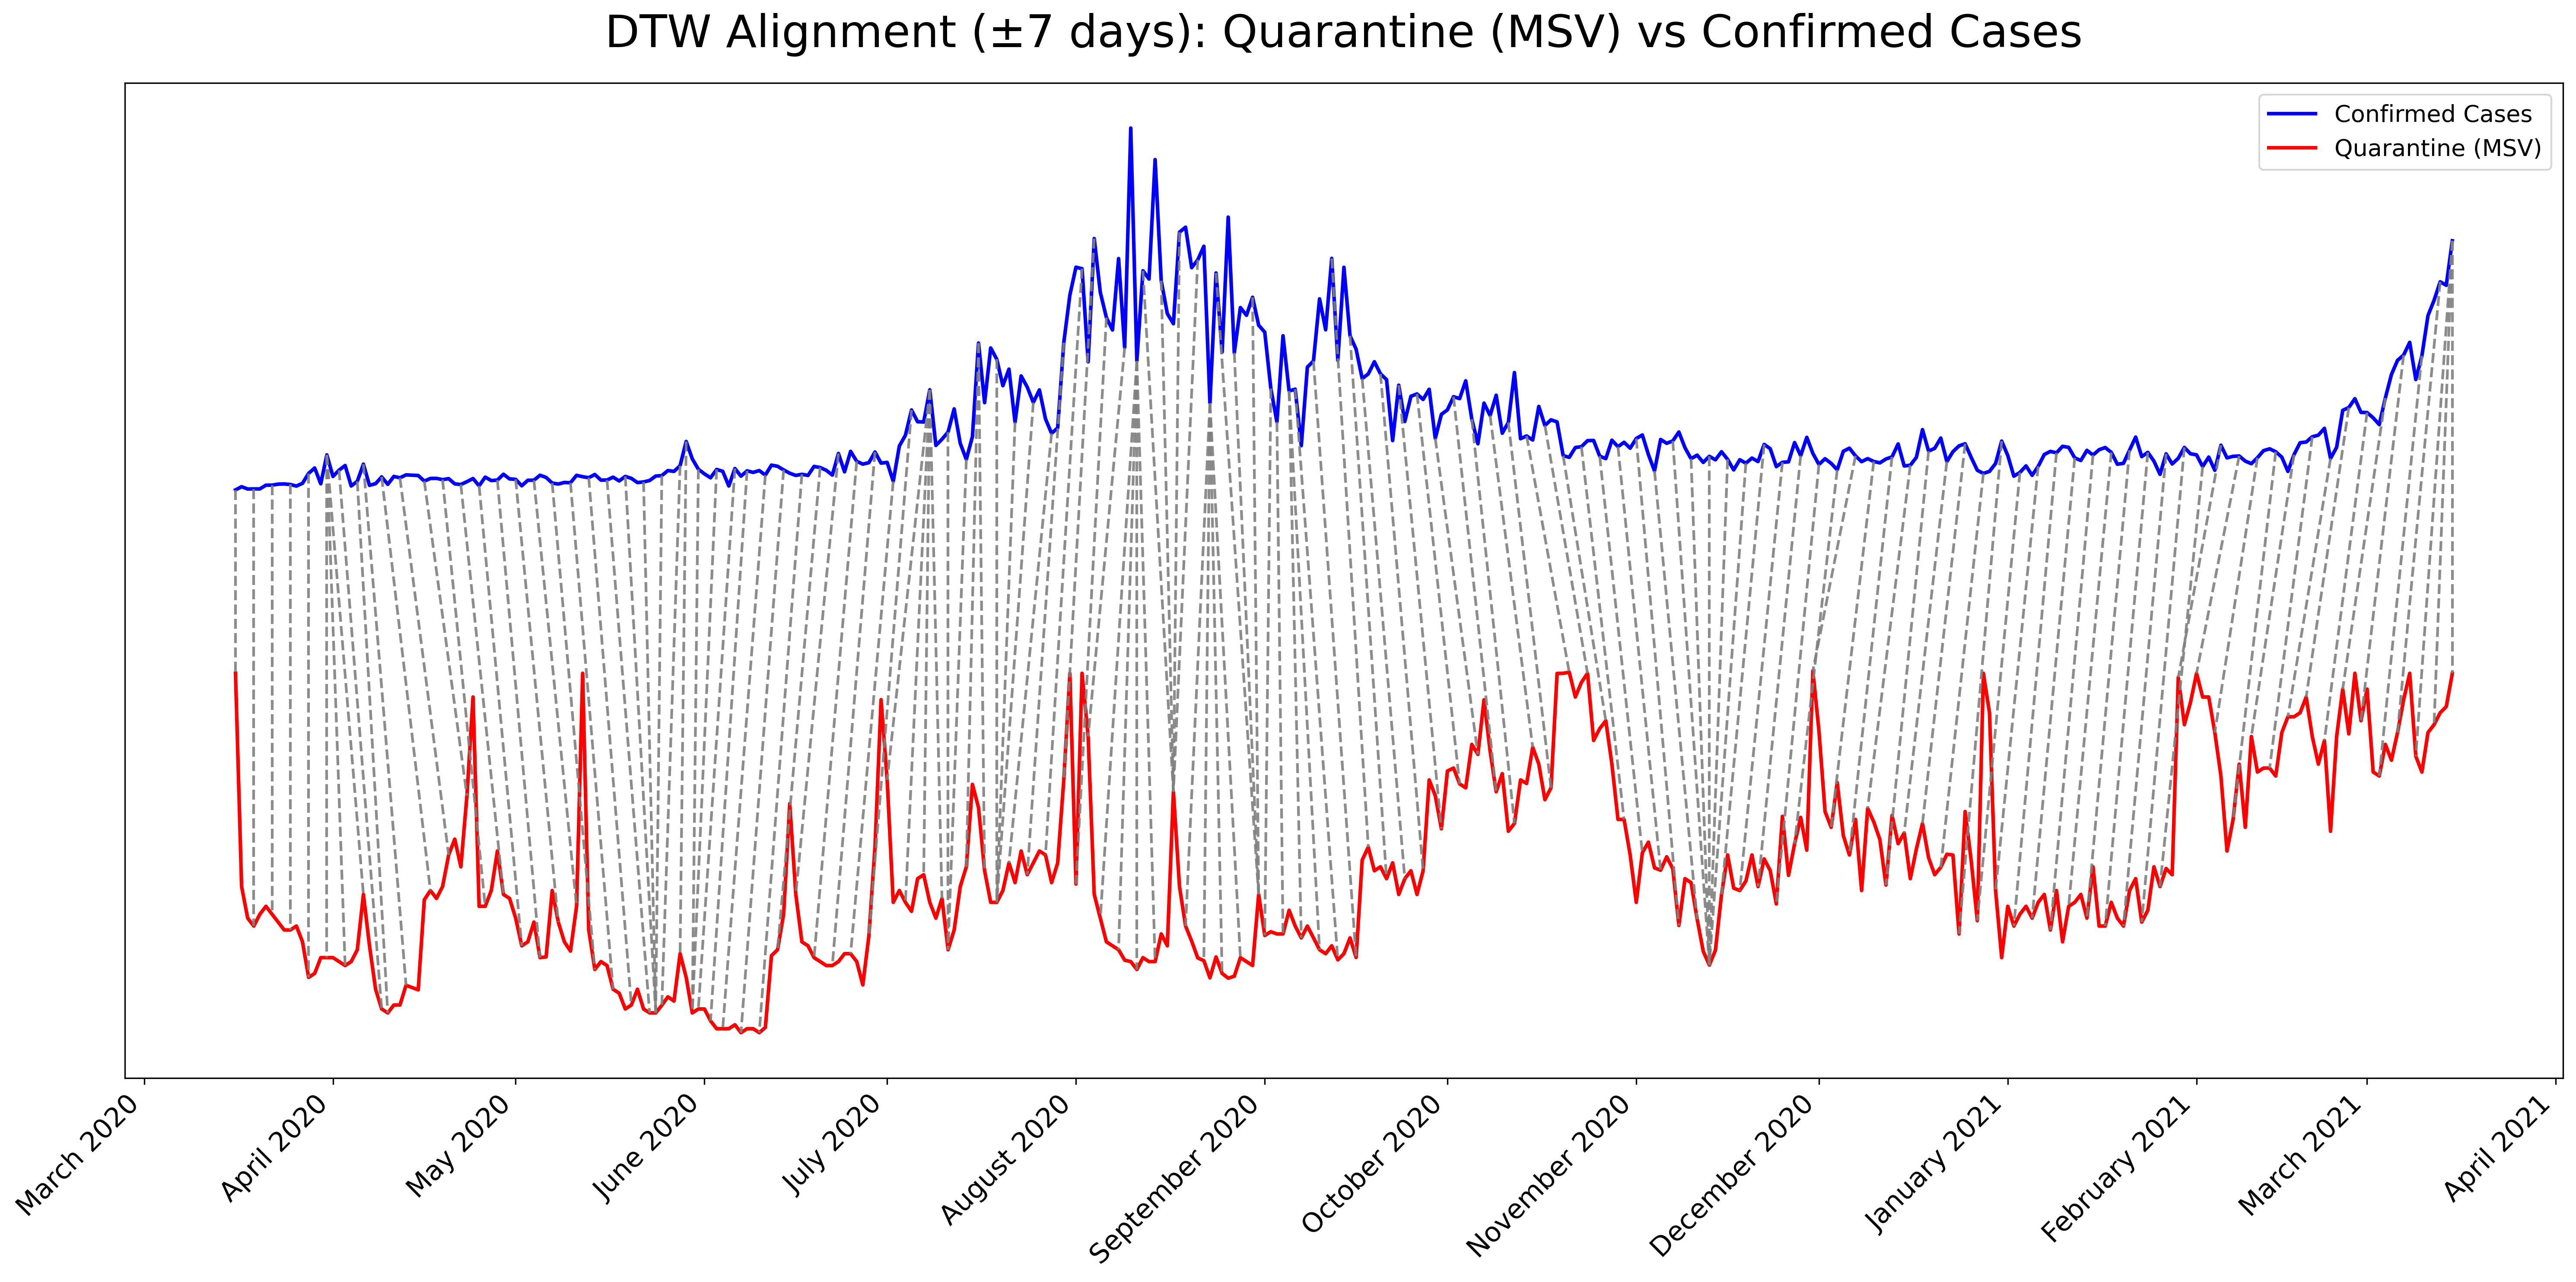 DTW Alignment (±7 days): Quarantine (MSV) vs Confirmed Cases
Confirmed Cases
Quarantine (MSV)
March 2020
April 2020
May 2020
June 2020
July 2020
August 2020
September 2020
October 2020
November 2020
December 2020
January 2021
February 2021
March 2021
April 2021